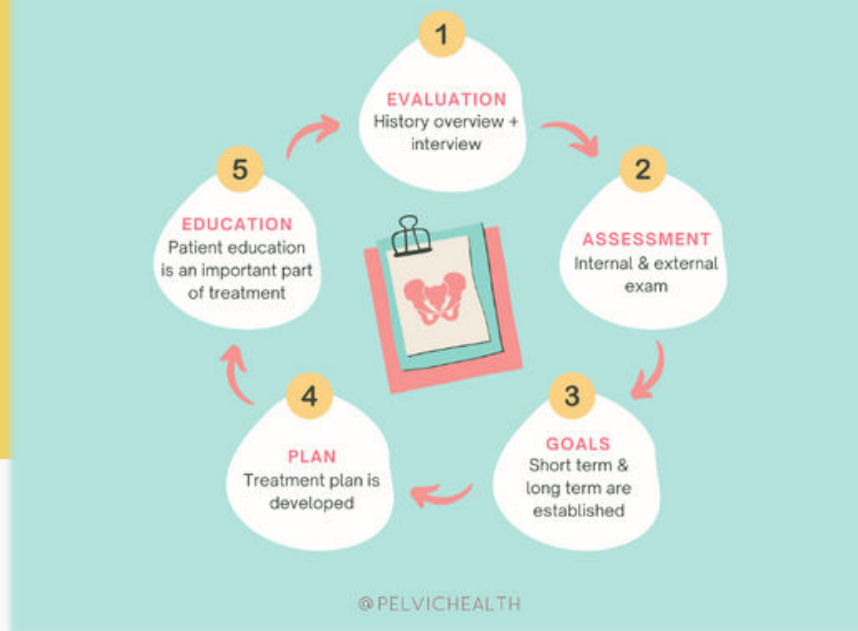 1
EVALUATION
History overview +
interview
2
ASSESSMENT
Internal & external
exam
3
GOALS
Short term &
long term are
established
4
PLAN
Treatment plan is
developed
5
EDUCATION
Patient education
is an important part
of treatment
@PELVICHEALTH